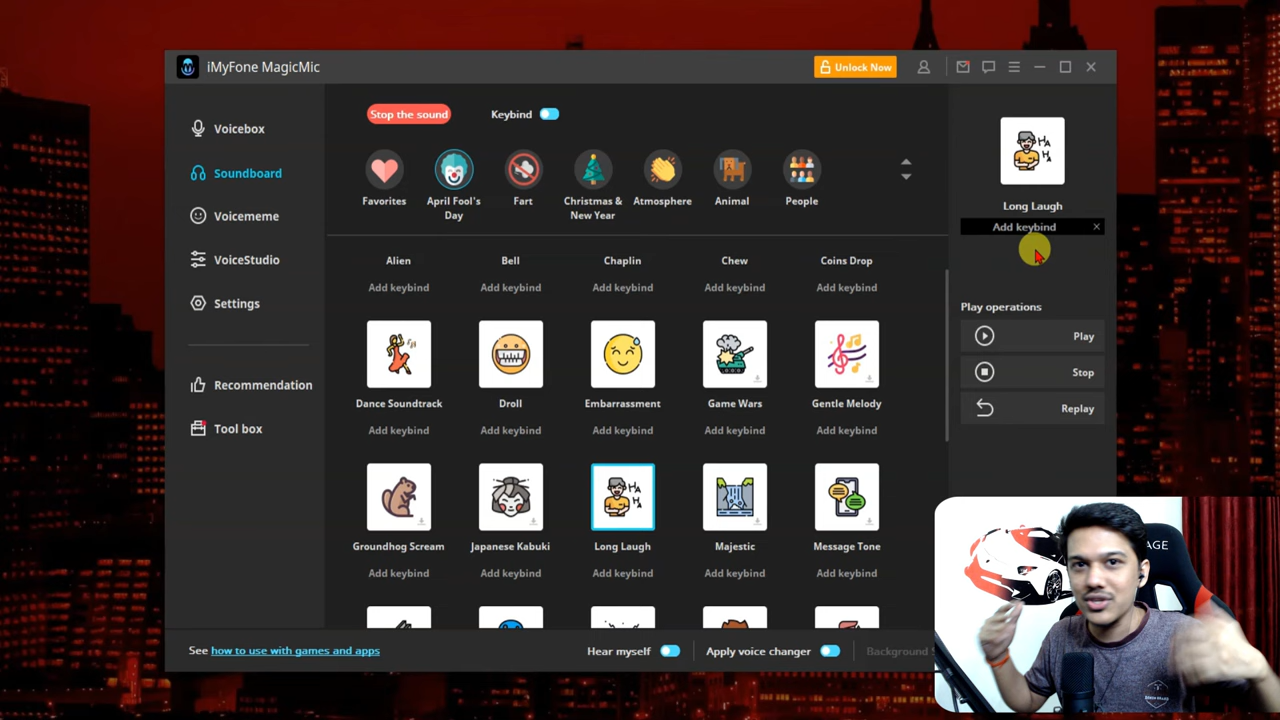 iMyFone MagicMic
Unlock Now
Voicebox
Soundboard
Voicememe
VoiceStudio
Settings
Recommendation
Tool box
Stop the sound
Keybind
Favorites
April Fool's
Day
Fart
Christmas &
New Year
Atmosphere
Animal
People
Alien
Bell
Chaplin
Chew
Coins Drop
Add keybind
Add keybind
Add keybind
Add keybind
Add keybind
Dance Soundtrack
Droll
Embarrassment
Game Wars
Gentle Melody
Add keybind
Add keybind
Add keybind
Add keybind
Add keybind
HA
HA
Groundhog Scream
Japanese Kabuki
Long Laugh
Majestic
Message Tone
Add keybind
Add keybind
Add keybind
Add keybind
Add keybind
See how to use with games and apps
Hear myself
Apply voice changer
Background
HA
HA
Long Laugh
Add keybind
Play operations
Play
Stop
Replay